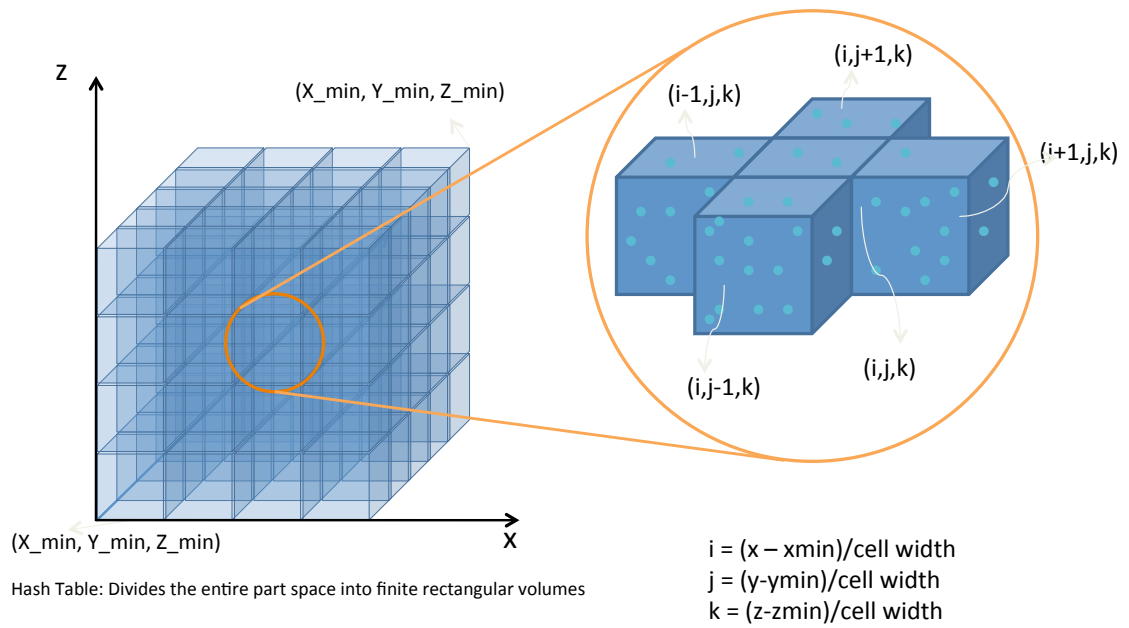 Z
(X_min, Y_min, Z_min)
(i,j+1,k)
(i-1,j,k)
(i+1,j,k)
(i,j,k)
(i,j-1,k)
X
(X_min, Y_min, Z_min)
Hash Table: Divides the entire part space into finite rectangular volumes
i = (x – xmin)/cell width
j = (y-ymin)/cell width
k = (z-zmin)/cell width